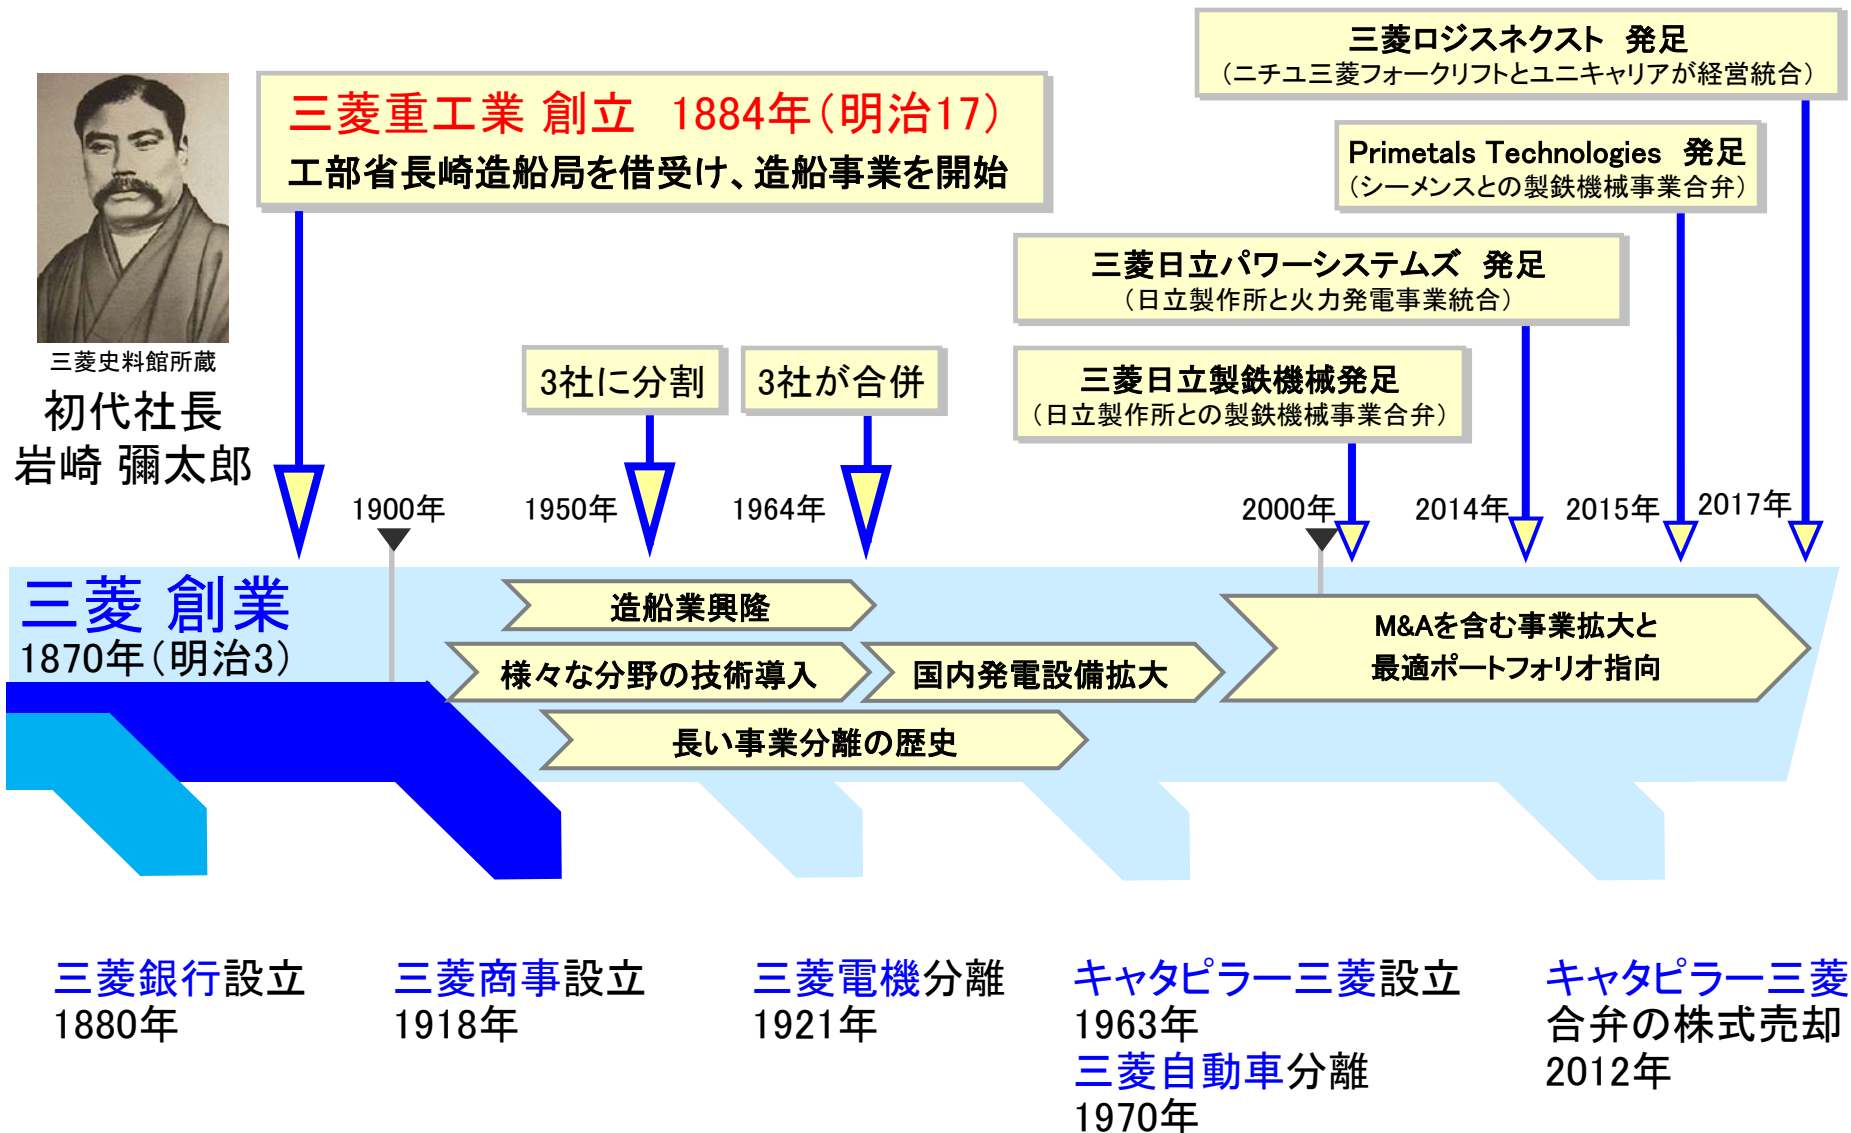 三菱ロジスネクスト 発足
（ニチユ三菱フォークリフトとユニキャリアが経営統合）
三菱重工業 創立 1884年（明治17）
工部省長崎造船局を借受け、造船事業を開始
Primetals Technologies 発足
（シーメンスとの製鉄機械事業合弁）
三菱日立パワーシステムズ 発足
（日立製作所と火力発電事業統合）
三菱史料館所蔵
初代社長
岩崎 彌太郎
3社に分割
3社が合併
三菱日立製鉄機械発足
（日立製作所との製鉄機械事業合弁）
1900年
1950年
1964年
2000年
2014年
2015年
2017年
三菱 創業
1870年（明治3）
造船業興隆
様々な分野の技術導入
国内発電設備拡大
長い事業分離の歴史
M&Aを含む事業拡大と
最適ポートフォリオ指向
三菱銀行設立
1880年
三菱商事設立
1918年
三菱電機分離
1921年
キャタピラー三菱設立
1963年
三菱自動車分離
1970年
キャタピラー三菱
合弁の株式売却
2012年